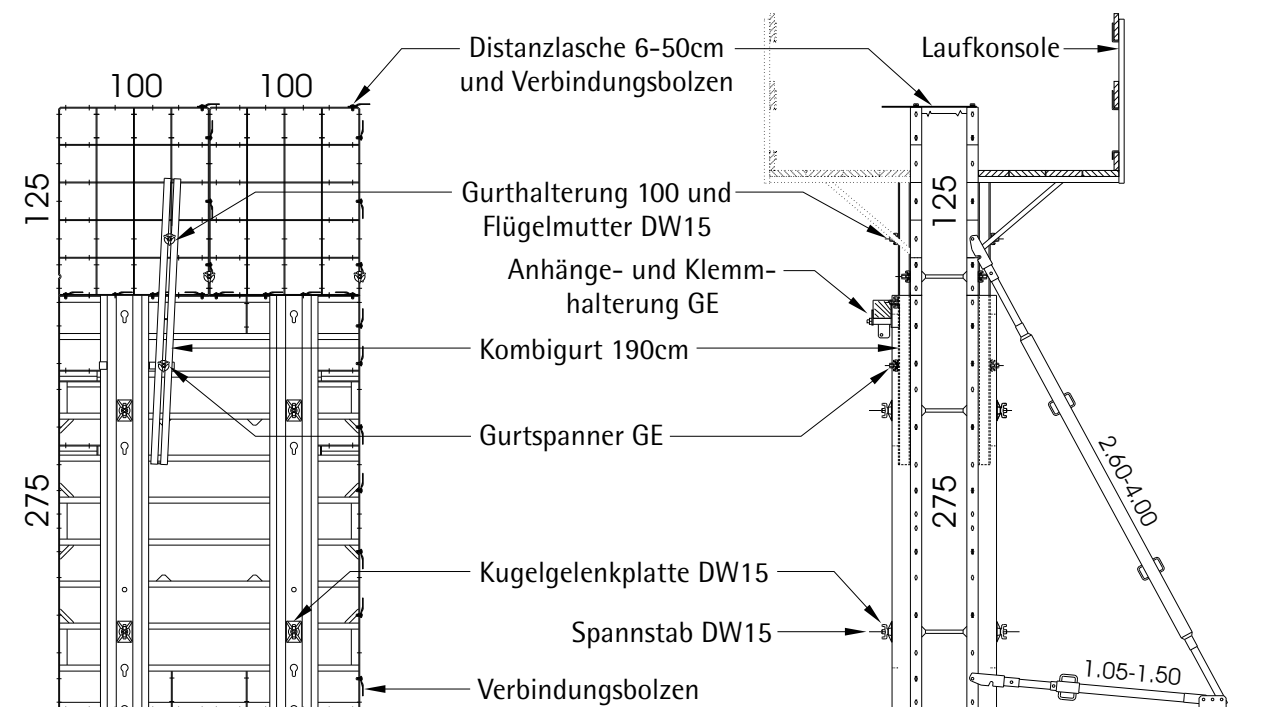 Distanzlasche 6-50cm
und Verbindungsbolzen
Laufkonsole
100
100
125
125
Gurthalterung 100 und
Flügelmutter DW15
Anhänge- und Klemm-
halterung GE
Kombigurt 190cm
Gurtspanner GE
275
275
2.60-4.00
Kugelgelenkplatte DW15
Spannstab DW15
1.05-1.50
Verbindungsbolzen